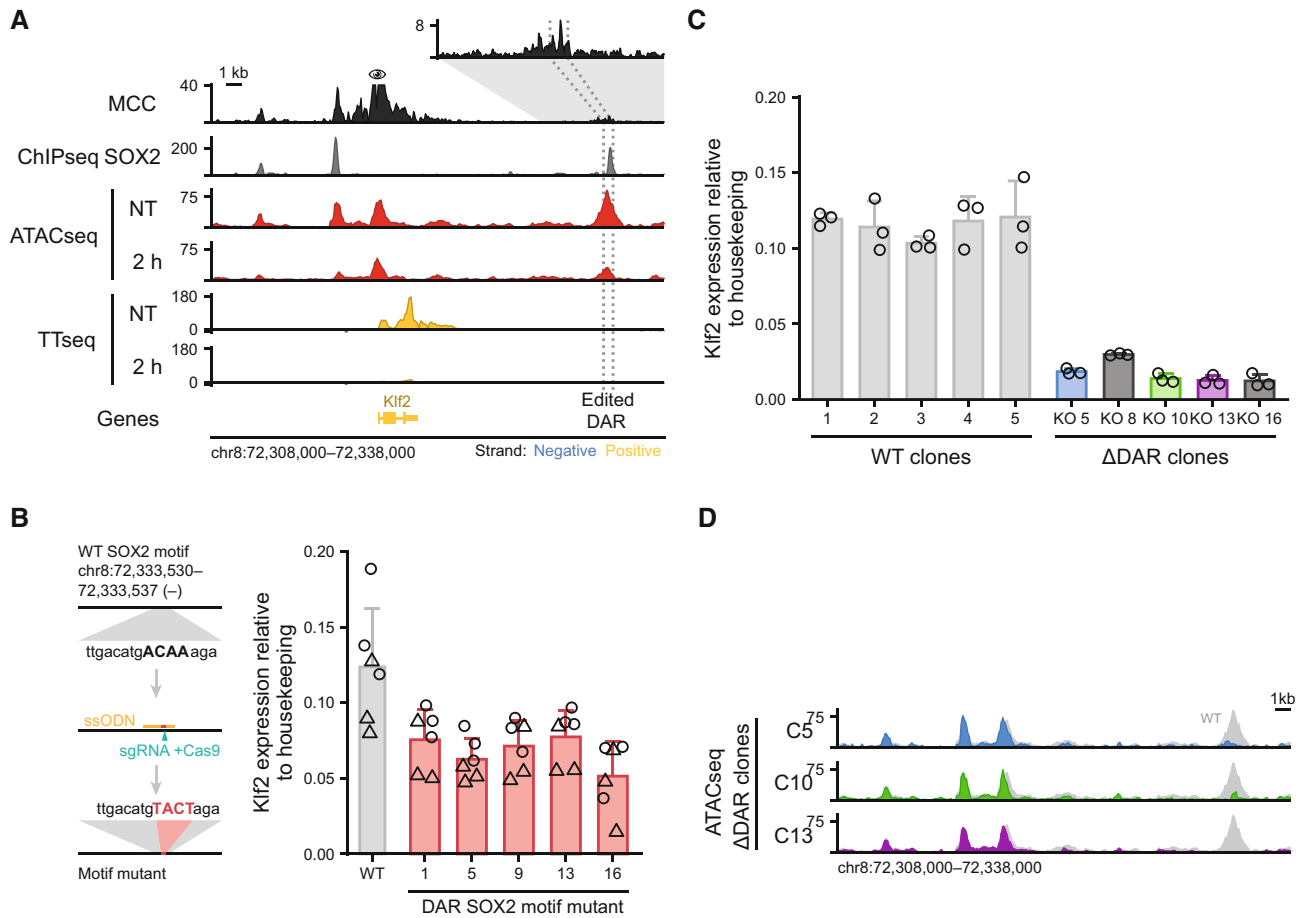 A
8
1 kb
40
MCC
200
ChIPseq SOX2
75
NT
ATACseq
75
2 h
180
NT
0
TTseq
180
2 h
0
Klf2
Edited
DAR
Genes
chr8:72,308,000–72,338,000
Strand: Negative Positive
B
WT SOX2 motif
chr8:72,333,530–
72,333,537 (–)
ttgacatgACAAaga
ssODN
sgRNA +Cas9
ttgacatgTACTaga
Motif mutant
Klf2 expression relative
to housekeeping
0.20
0.15
0.10
0.05
0.00
WT
1 5 9 13 16
DAR SOX2 motif mutant
C
Klf2 expression relative
to housekeeping
0.20
0.15
0.10
0.05
0.00
1 2 3 4 5
KO 5 KO 8 KO 10 KO 13 KO 16
WT clones
ΔDAR clones
D
1kb
WT
ATACseq
ΔDAR clones
C5
75
C10
75
C13
75
chr8:72,308,000–72,338,000